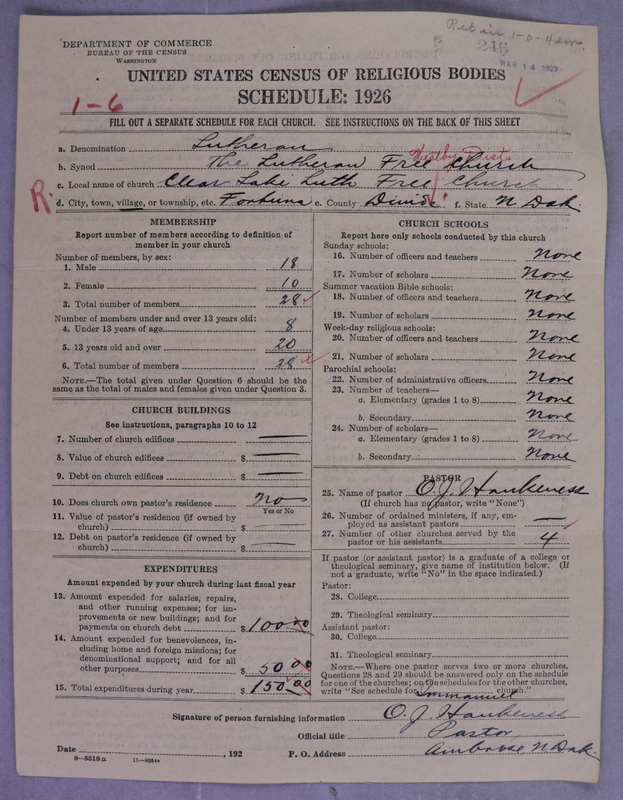 Ret in 1-0-4
246
MAR 14 1927
DEPARTMENT OF COMMERCE
BUREAU OF THE CENSUS
WASHINGTON
UNITED STATES CENSUS OF RELIGIOUS BODIES
SCHEDULE: 1926
1-6
FILL OUT A SEPARATE SCHEDULE FOR EACH CHURCH. SEE INSTRUCTIONS ON THE BACK OF THIS SHEET
a. Denomination Lutheran
b. Synod The Lutheran Free Church
Westby Dist.
c. Local name of church Clear Lake Luth Free Church
R.
d. City, town, village, or township, etc. Fortuna e. County Divide f. State N Dak.
MEMBERSHIP
Report number of members according to definition of
member in your church
Number of members, by sex:
1. Male 18
2. Female 10
3. Total number of members 28
Number of members under and over 13 years old:
4. Under 13 years of age 8
5. 13 years old and over 20
6. Total number of members 28
NOTE.—The total given under Question 6 should be the
same as the total of males and females given under Question 3.
CHURCH BUILDINGS
See instructions, paragraphs 10 to 12
7. Number of church edifices —
8. Value of church edifices $ —
9. Debt on church edifices $ —
10. Does church own pastor's residence No
Yes or No
11. Value of pastor's residence (if owned by
church) $ —
12. Debt on pastor's residence (if owned by
church) $ —
EXPENDITURES
Amount expended by your church during last fiscal year
13. Amount expended for salaries, repairs,
and other running expenses; for im-
provements or new buildings; and for
payments on church debt $ 100 00
14. Amount expended for benevolences, in-
cluding home and foreign missions; for
denominational support; and for all
other purposes $ 50 00
15. Total expenditures during year $ 150 00
CHURCH SCHOOLS
Report here only schools conducted by this church
Sunday schools:
16. Number of officers and teachers None
17. Number of scholars None
Summer vacation Bible schools:
18. Number of officers and teachers None
19. Number of scholars None
Week-day religious schools:
20. Number of officers and teachers None
21. Number of scholars None
Parochial schools:
22. Number of administrative officers None
23. Number of teachers—
a. Elementary (grades 1 to 8) None
b. Secondary None
24. Number of scholars—
a. Elementary (grades 1 to 8) None
b. Secondary None
PASTOR
25. Name of pastor O. J. Haukeness
(If church has no pastor, write "None")
26. Number of ordained ministers, if any, em-
ployed as assistant pastors —
27. Number of other churches served by the
pastor or his assistants 4
If pastor (or assistant pastor) is a graduate of a college or
theological seminary, give name of institution below. (If
not a graduate, write "No" in the space indicated.)
Pastor:
28. College
29. Theological seminary
Assistant pastor:
30. College
31. Theological seminary
NOTE.—Where one pastor serves two or more churches,
Questions 28 and 29 should be answered only on the schedule
for one of the churches; on the schedules for the other churches,
write "See schedule for Immanuel church."
Signature of person furnishing information O. J. Haukeness
Official title Pastor
Date , 192 P. O. Address Ambrose N Dak.
8—5518a 11—9034a